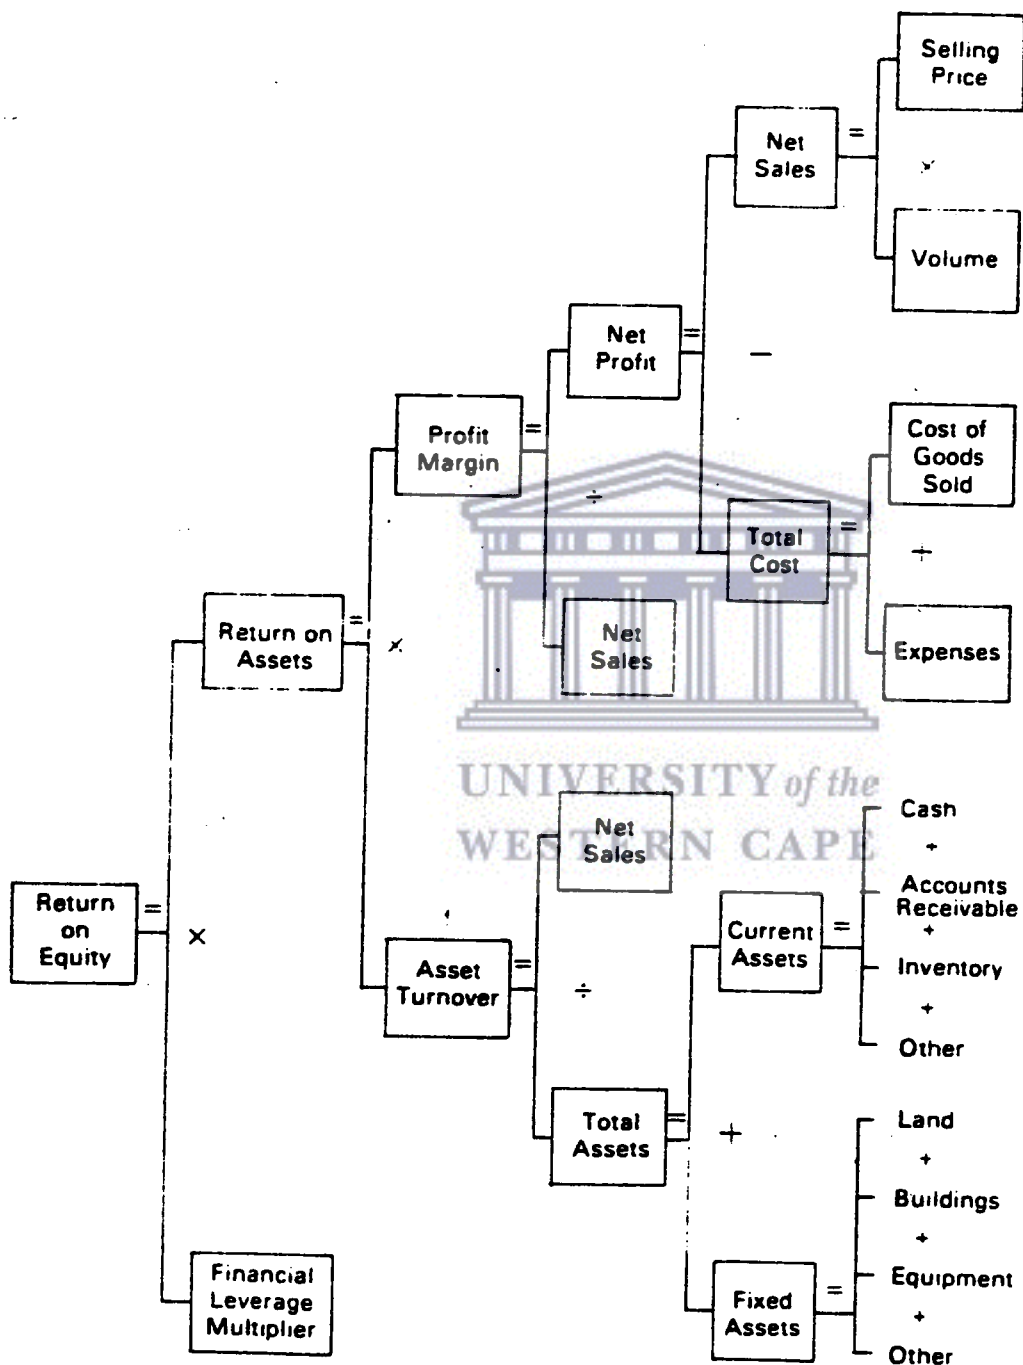 Selling
Price
=
Net
Sales
×
Volume
Net
Profit
=
−
Profit
Margin
=
÷
Cost of
Goods
Sold
Total
Cost
=
+
Expenses
Net
Sales
Return on
Assets
=
×
UNIVERSITY of the
WESTERN CAPE
Net
Sales
Cash
+
Accounts
Receivable
+
Inventory
+
Other
Current
Assets
=
Return
on
Equity
=
×
Asset
Turnover
=
÷
Total
Assets
=
+
Land
+
Buildings
+
Equipment
+
Other
Fixed
Assets
=
Financial
Leverage
Multiplier